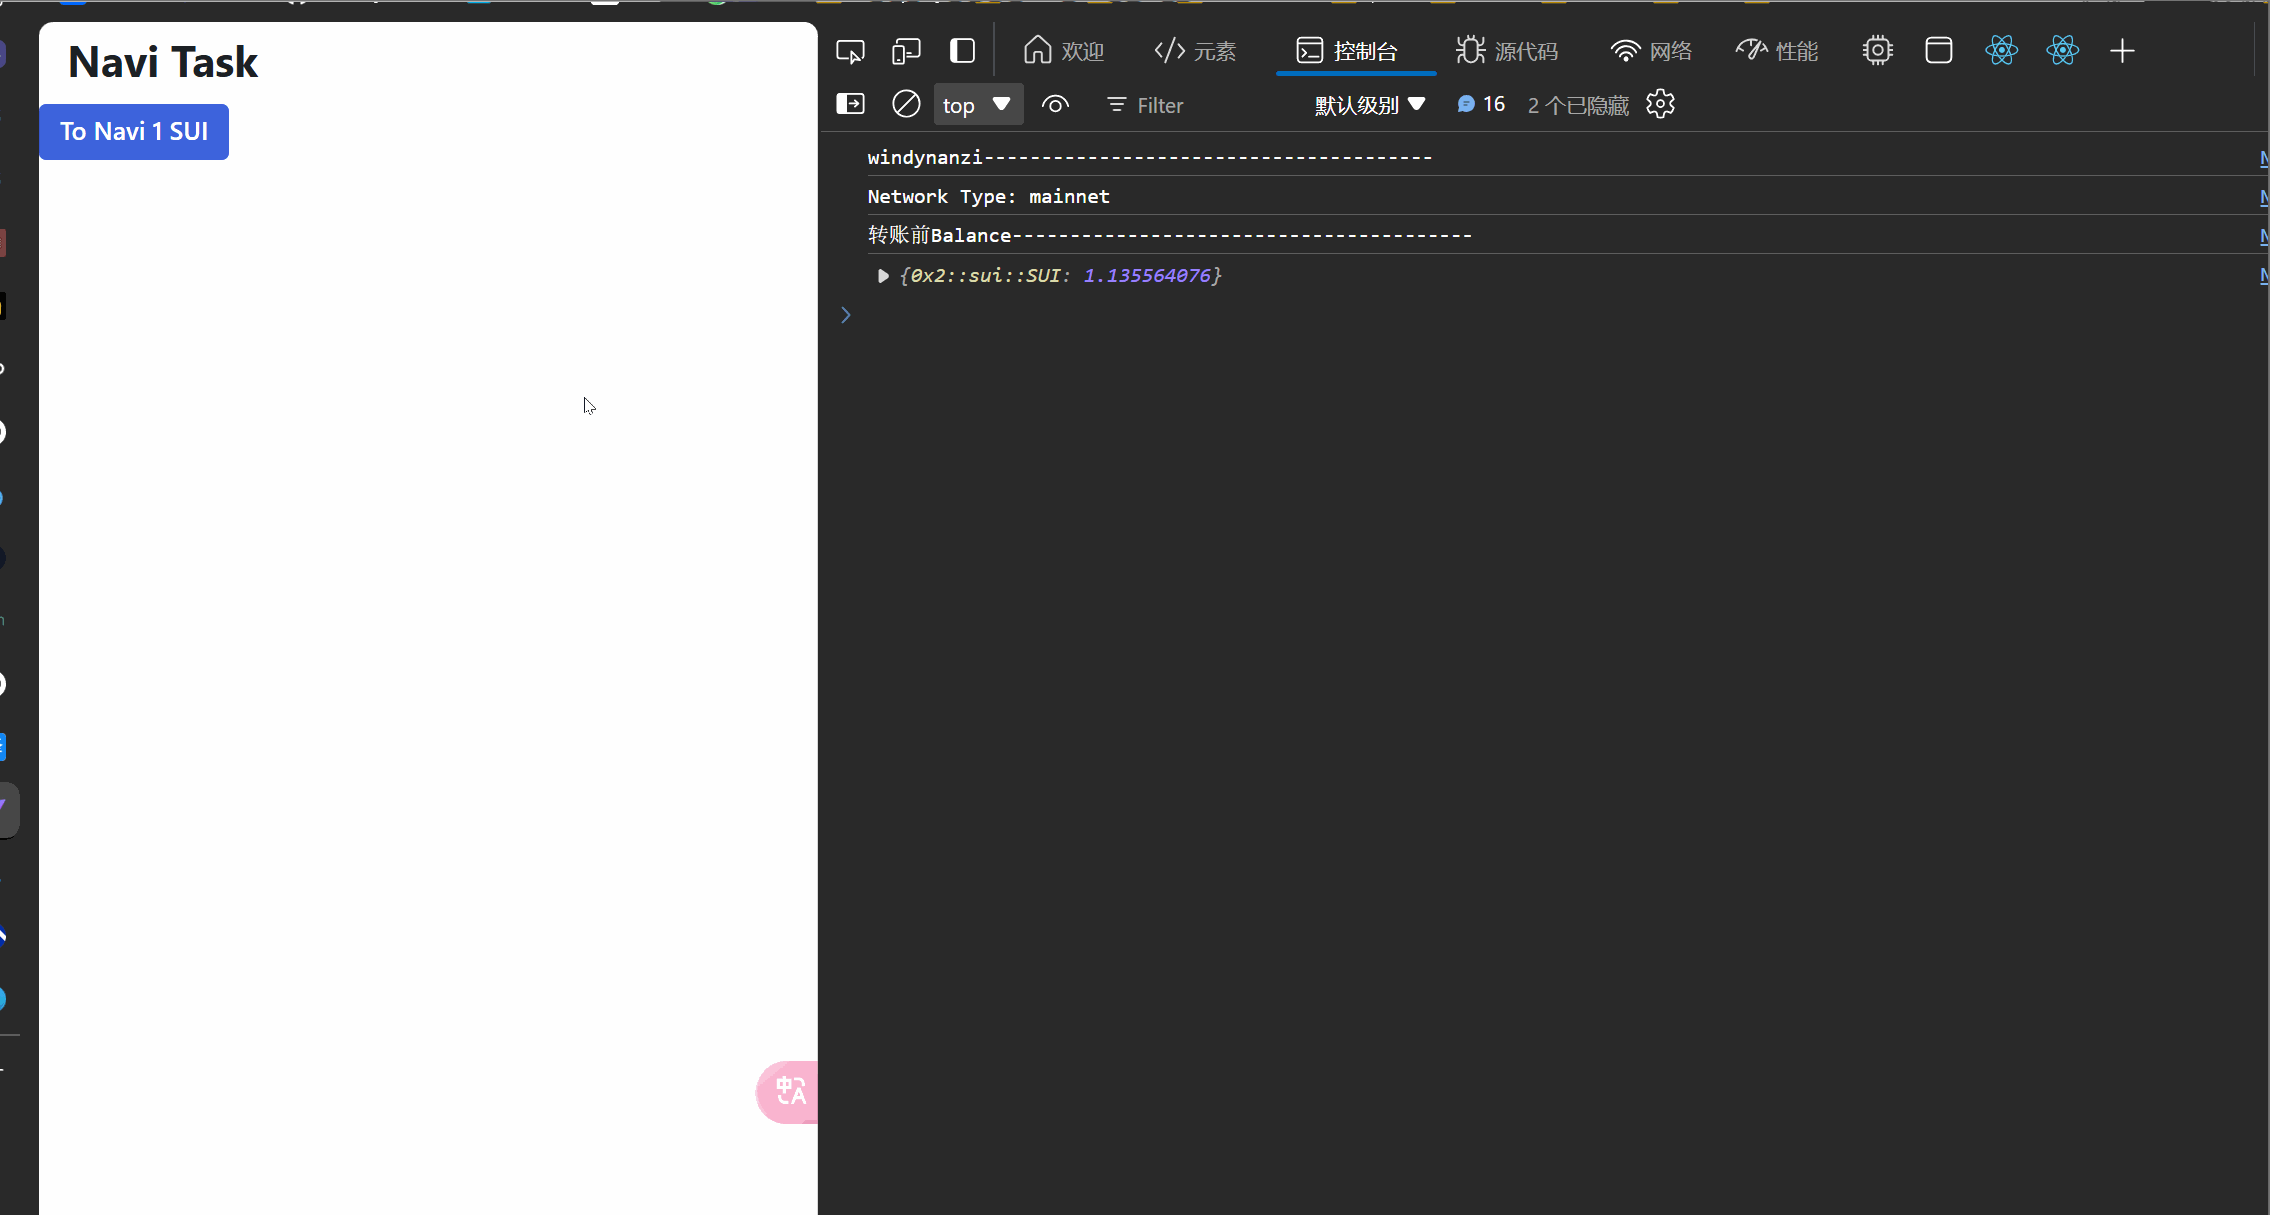 Navi Task
To Navi 1 SUI
欢迎
元素
控制台
源代码
网络
性能
top
Filter
默认级别
16
2 个已隐藏
windynanzi---------------------------------------
Network Type: mainnet
转账前Balance----------------------------------------
{0x2::sui::SUI: 1.135564076}
中A